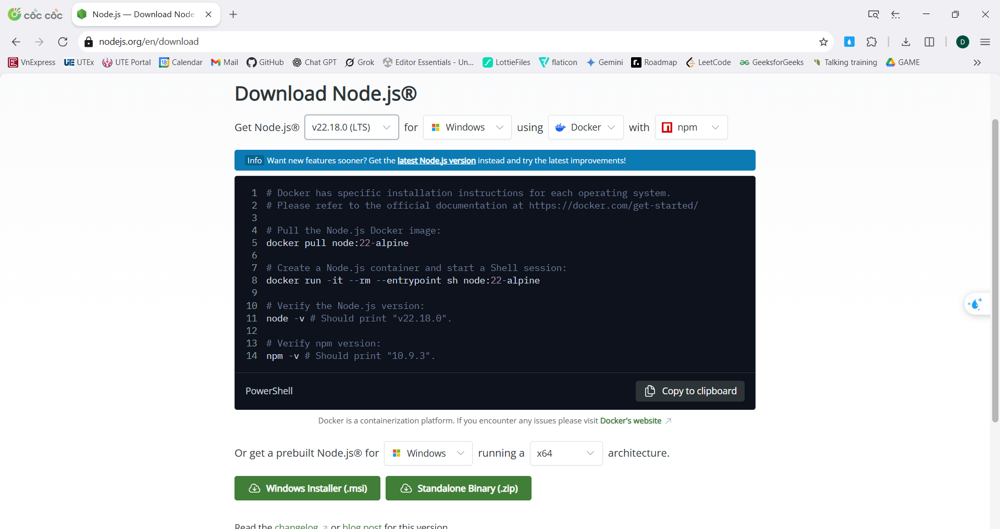 cốc cốc
Node.js — Download Node
nodejs.org/en/download
D
VnExpress UTEx UTE Portal 18 Calendar Mail GitHub Chat GPT Grok Editor Essentials - Un... LottieFiles flaticon Gemini Roadmap LeetCode GeeksforGeeks Talking training GAME
Download Node.js®
Get Node.js® v22.18.0 (LTS) for Windows using Docker with npm
Info Want new features sooner? Get the latest Node.js version instead and try the latest improvements!
1 # Docker has specific installation instructions for each operating system.
2 # Please refer to the official documentation at https://docker.com/get-started/
3
4 # Pull the Node.js Docker image:
5 docker pull node:22-alpine
6
7 # Create a Node.js container and start a Shell session:
8 docker run -it --rm --entrypoint sh node:22-alpine
9
10 # Verify the Node.js version:
11 node -v # Should print "v22.18.0".
12
13 # Verify npm version:
14 npm -v # Should print "10.9.3".
PowerShell Copy to clipboard
Docker is a containerization platform. If you encounter any issues please visit Docker's website
Or get a prebuilt Node.js® for Windows running a x64 architecture.
Windows Installer (.msi) Standalone Binary (.zip)
Read the changelog or blog post for this version